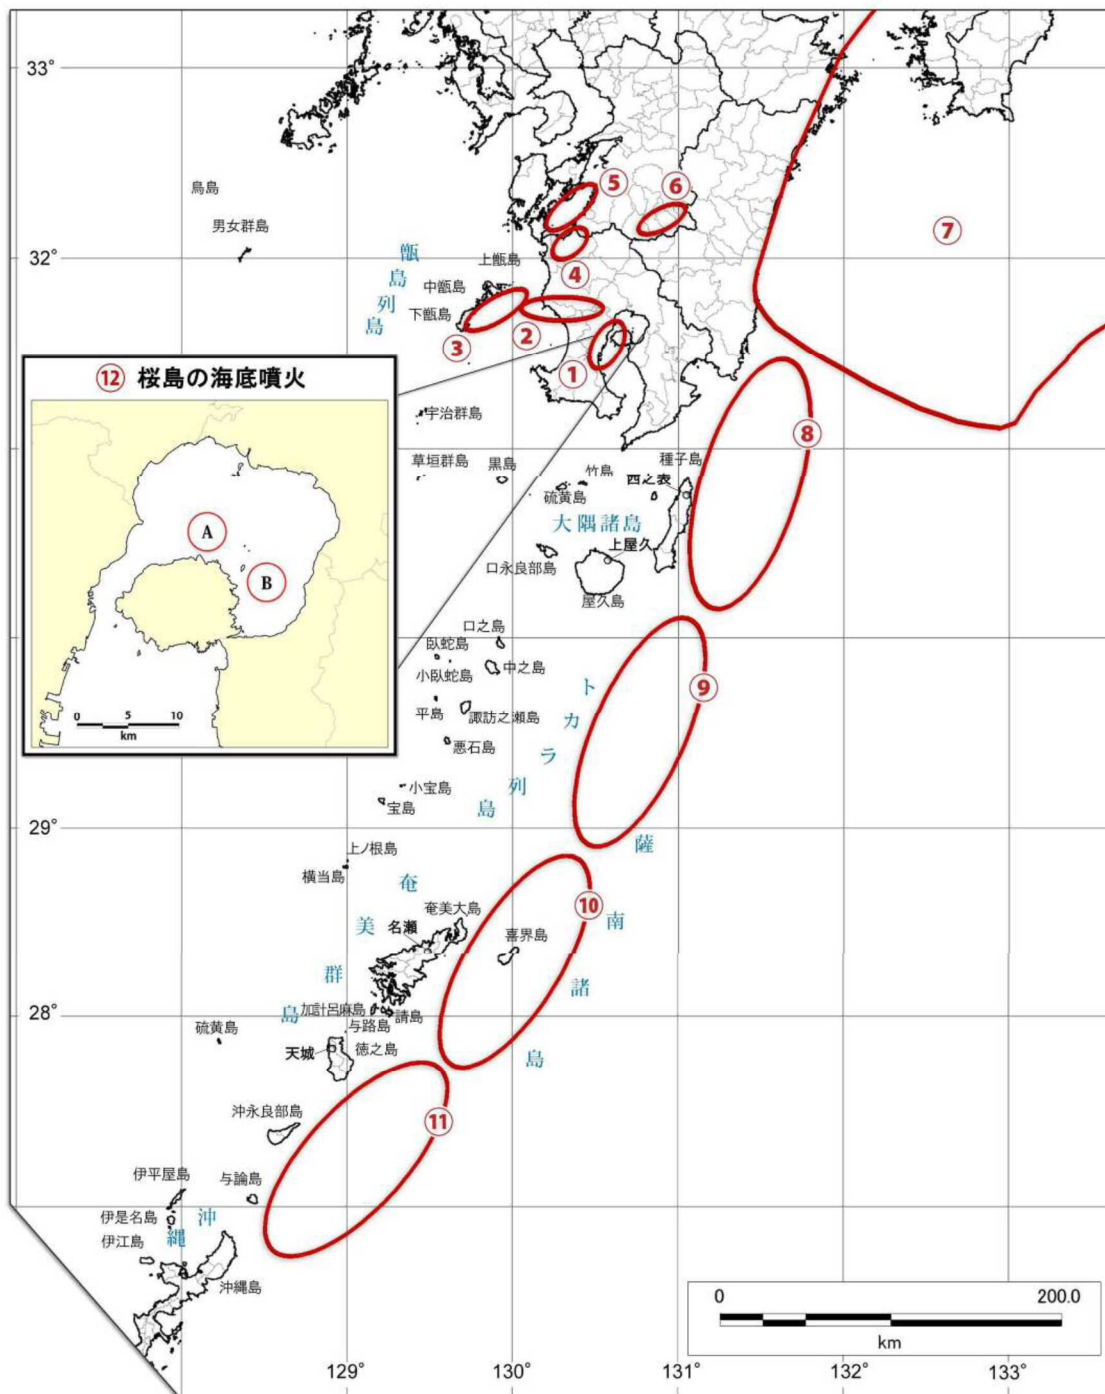 33°
32°
29°
28°
129°
130°
131°
132°
133°
鳥島
男女群島
甑島列島
上甑島
中甑島
下甑島
⑤
⑥
④
⑦
③
②
①
⑫ 桜島の海底噴火
A
B
0 5 10
km
宇治群島
草垣群島
黒島
竹島
硫黄島
種子島
西之表
⑧
大隅諸島
上屋久
口永良部島
屋久島
口之島
臥蛇島
中之島
小臥蛇島
平島
諏訪之瀬島
悪石島
小宝島
宝島
トカラ列島
⑨
薩南諸島
上ノ根島
横当島
奄美群島
奄美大島
名瀬
喜界島
⑩
加計呂麻島
請島
与路島
硫黄島
天城
徳之島
沖永良部島
⑪
伊平屋島
与論島
伊是名島
伊江島
沖縄
沖縄島
0 200.0
km